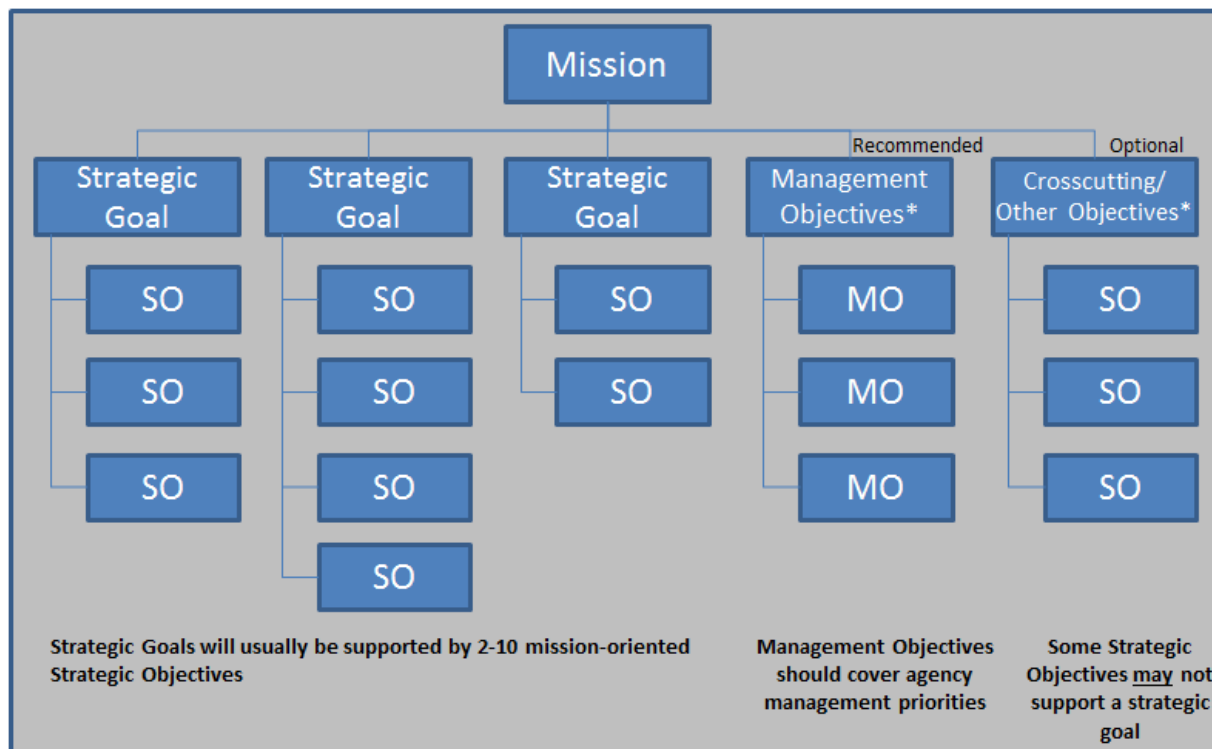 Mission
Recommended
Optional
Strategic
Goal
Strategic
Goal
Strategic
Goal
Management
Objectives*
Crosscutting/
Other Objectives*
SO
SO
SO
MO
SO
SO
SO
SO
MO
SO
SO
SO
MO
SO
SO
Strategic Goals will usually be supported by 2-10 mission-oriented
Strategic Objectives
Management Objectives
should cover agency
management priorities
Some Strategic
Objectives may not
support a strategic
goal